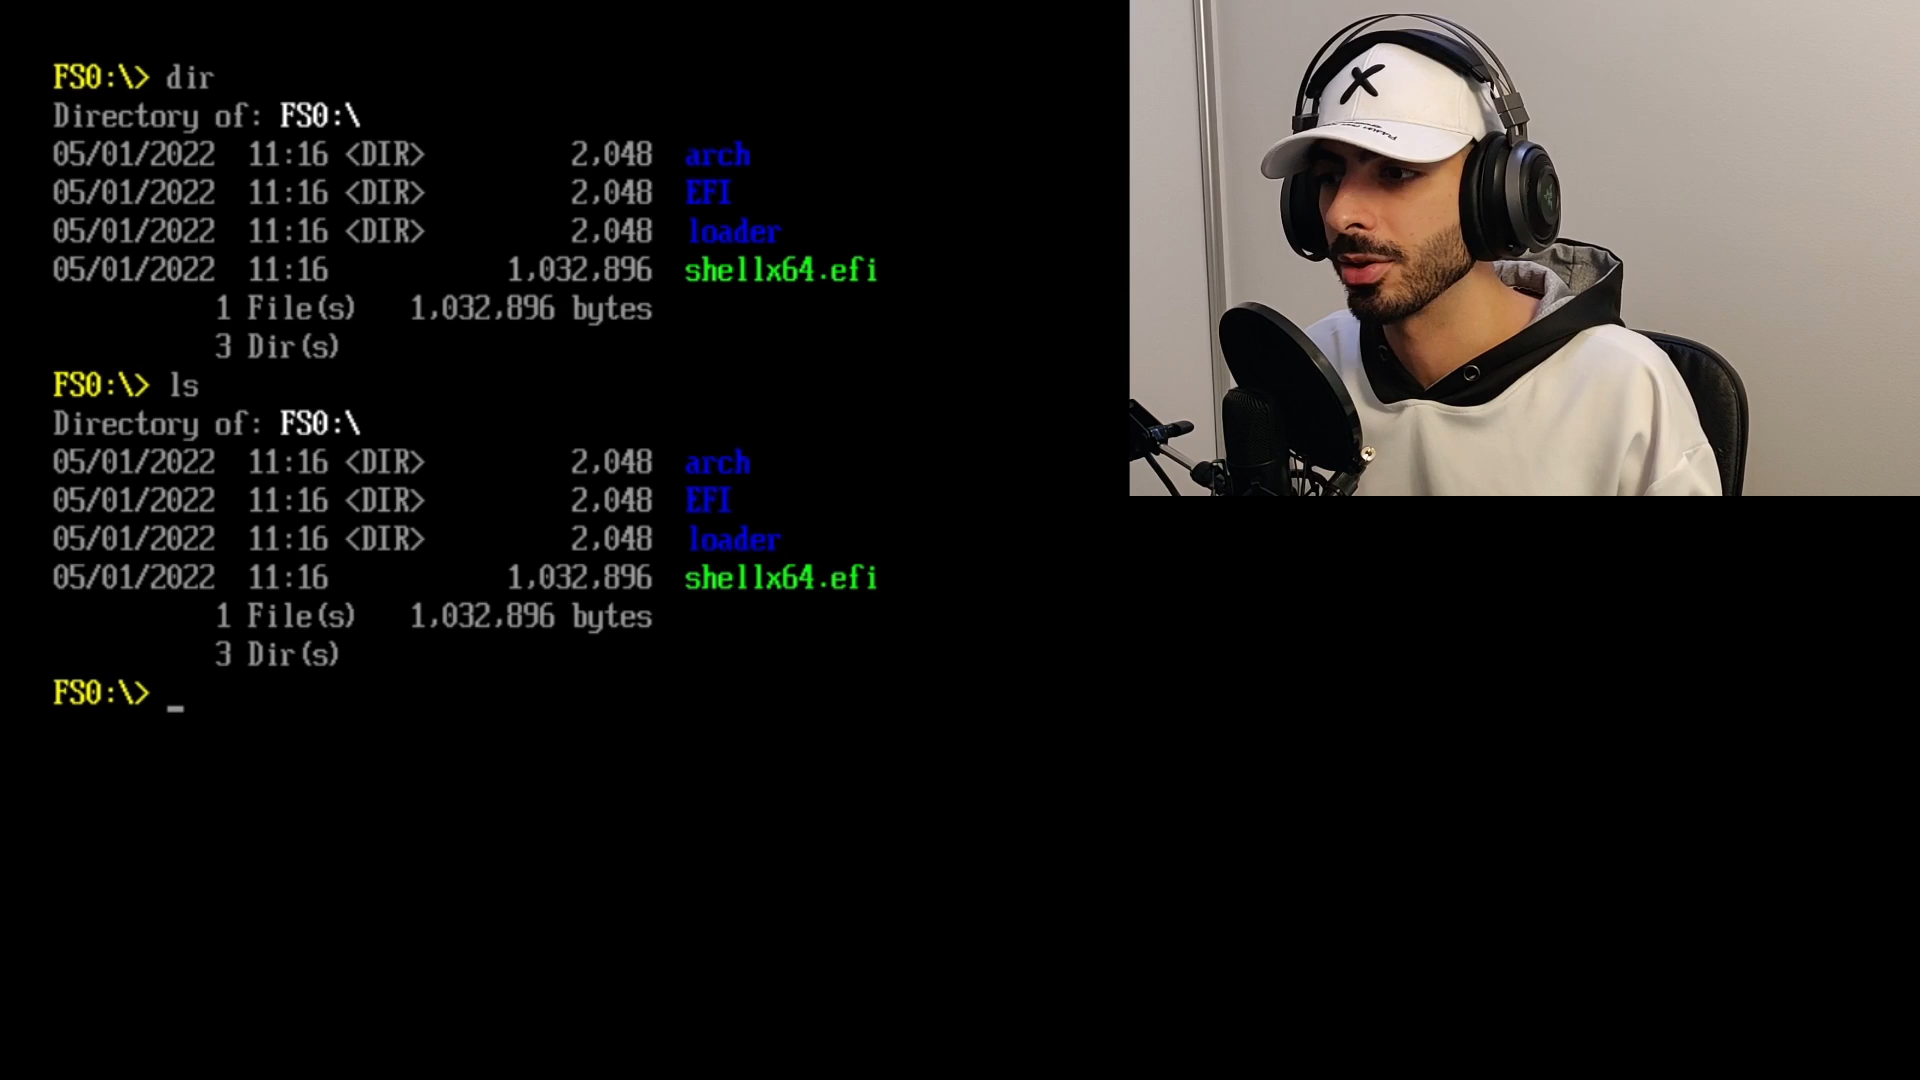 FS0:\> dir
Directory of: FS0:\
05/01/2022  11:16 <DIR>         2,048  arch
05/01/2022  11:16 <DIR>         2,048  EFI
05/01/2022  11:16 <DIR>         2,048  loader
05/01/2022  11:16           1,032,896  shellx64.efi
          1 File(s)   1,032,896 bytes
          3 Dir(s)
FS0:\> ls
Directory of: FS0:\
05/01/2022  11:16 <DIR>         2,048  arch
05/01/2022  11:16 <DIR>         2,048  EFI
05/01/2022  11:16 <DIR>         2,048  loader
05/01/2022  11:16           1,032,896  shellx64.efi
          1 File(s)   1,032,896 bytes
          3 Dir(s)
FS0:\> _
X